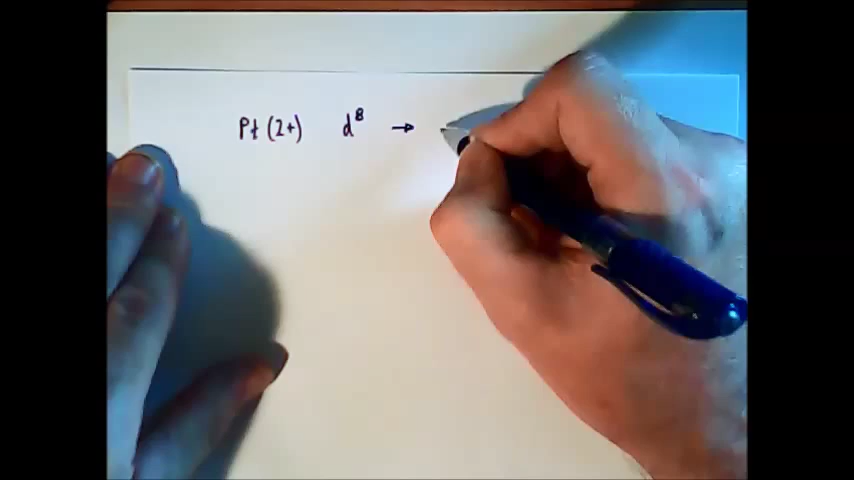 Pt (2+) d⁸ →